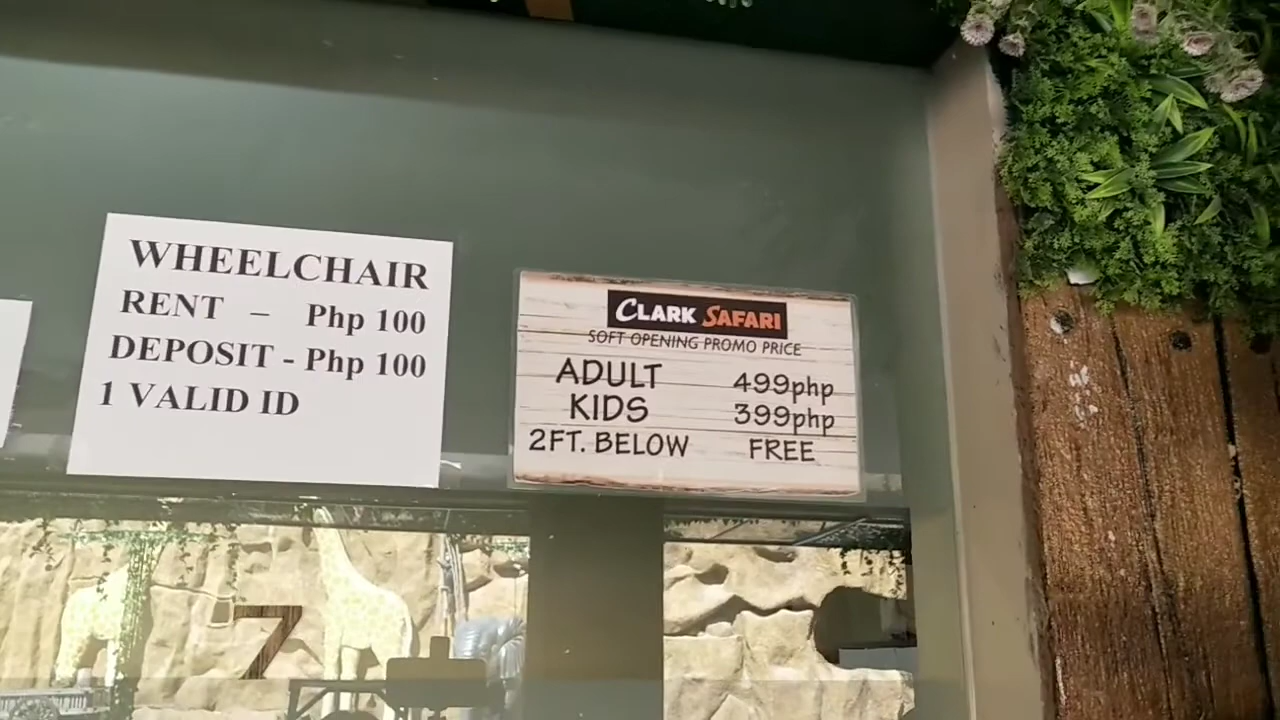 WHEELCHAIR
RENT – Php 100
DEPOSIT - Php 100
1 VALID ID
CLARK SAFARI
SOFT OPENING PROMO PRICE
ADULT 499php
KIDS 399php
2FT. BELOW FREE
7